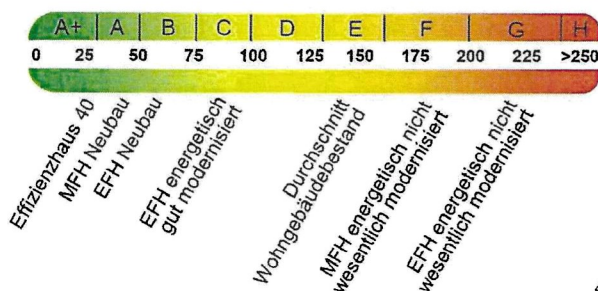 A+ A B C D E F G H
0 25 50 75 100 125 150 175 200 225 >250
Effizienzhaus 40
MFH Neubau
EFH Neubau
EFH energetisch
gut modernisiert
Durchschnitt
Wohngebäudebestand
MFH energetisch nicht
wesentlich modernisiert
EFH energetisch nicht
wesentlich modernisiert